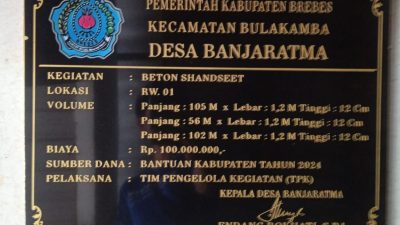 PEMERINTAH KABUPATEN BREBES
KECAMATAN BULAKAMBA
DESA BANJARATMA
KEGIATAN : BETON SHANDSEET
LOKASI : RW. 01
VOLUME : Panjang : 105 M x Lebar : 1,2 M Tinggi : 12 Cm
Panjang : 56 M x Lebar : 1,2 M Tinggi : 12 Cm
Panjang : 102 M x Lebar : 1,2 M Tinggi : 12 Cm
BIAYA : Rp. 100.000.000,-
SUMBER DANA : BANTUAN KABUPATEN TAHUN 2024
PELAKSANA : TIM PENGELOLA KEGIATAN (TPK)
KEPALA DESA BANJARATMA